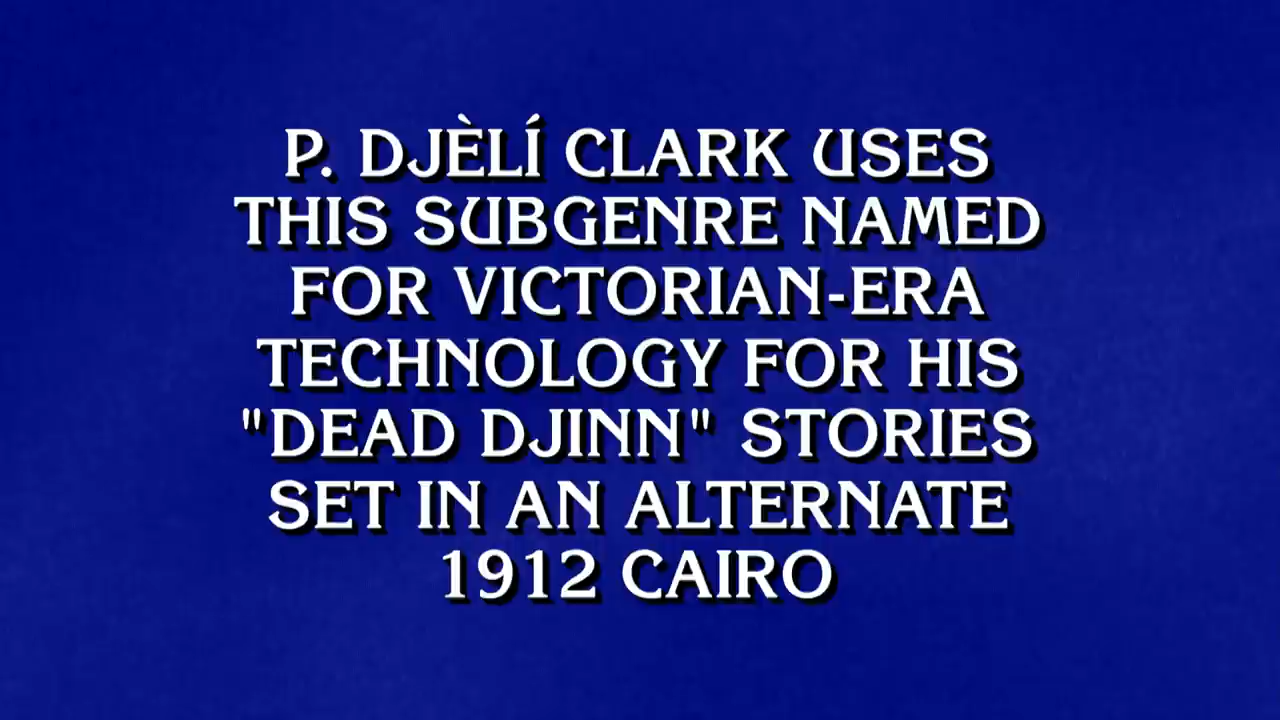 P. DJÈLÍ CLARK USES
THIS SUBGENRE NAMED
FOR VICTORIAN-ERA
TECHNOLOGY FOR HIS
"DEAD DJINN" STORIES
SET IN AN ALTERNATE
1912 CAIRO